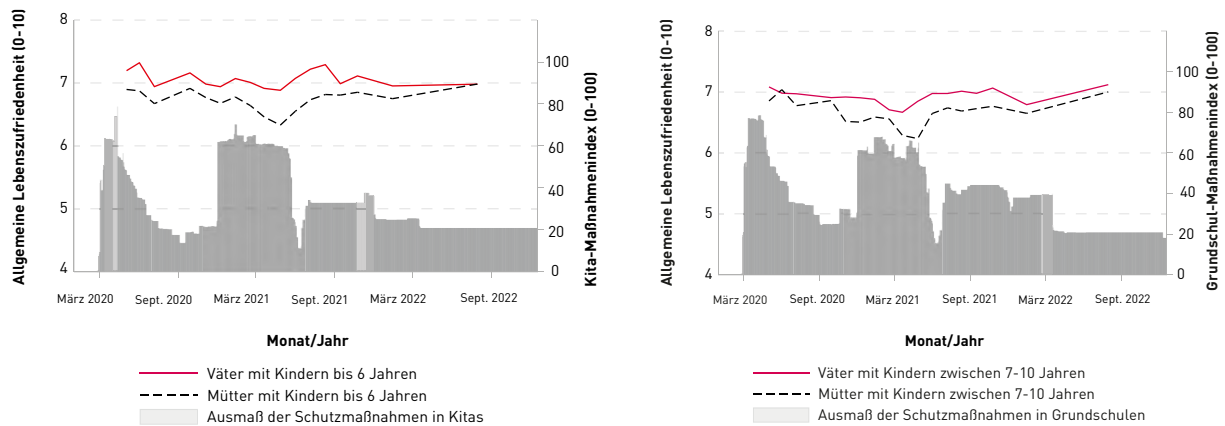 Allgemeine Lebenszufriedenheit (0-10)
8
7
6
5
4
100
80
60
40
20
0
Kita-Maßnahmenindex (0-100)
März 2020
Sept. 2020
März 2021
Sept. 2021
März 2022
Sept. 2022
Monat/Jahr
Väter mit Kindern bis 6 Jahren
Mütter mit Kindern bis 6 Jahren
Ausmaß der Schutzmaßnahmen in Kitas
Allgemeine Lebenszufriedenheit (0-10)
8
7
6
5
4
100
80
60
40
20
0
Grundschul-Maßnahmenindex (0-100)
März 2020
Sept. 2020
März 2021
Sept. 2021
März 2022
Sept. 2022
Monat/Jahr
Väter mit Kindern zwischen 7-10 Jahren
Mütter mit Kindern zwischen 7-10 Jahren
Ausmaß der Schutzmaßnahmen in Grundschulen